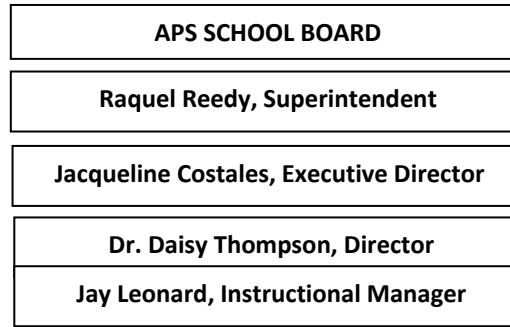 APS SCHOOL BOARD
Raquel Reedy, Superintendent
Jacqueline Costales, Executive Director
Dr. Daisy Thompson, Director
Jay Leonard, Instructional Manager